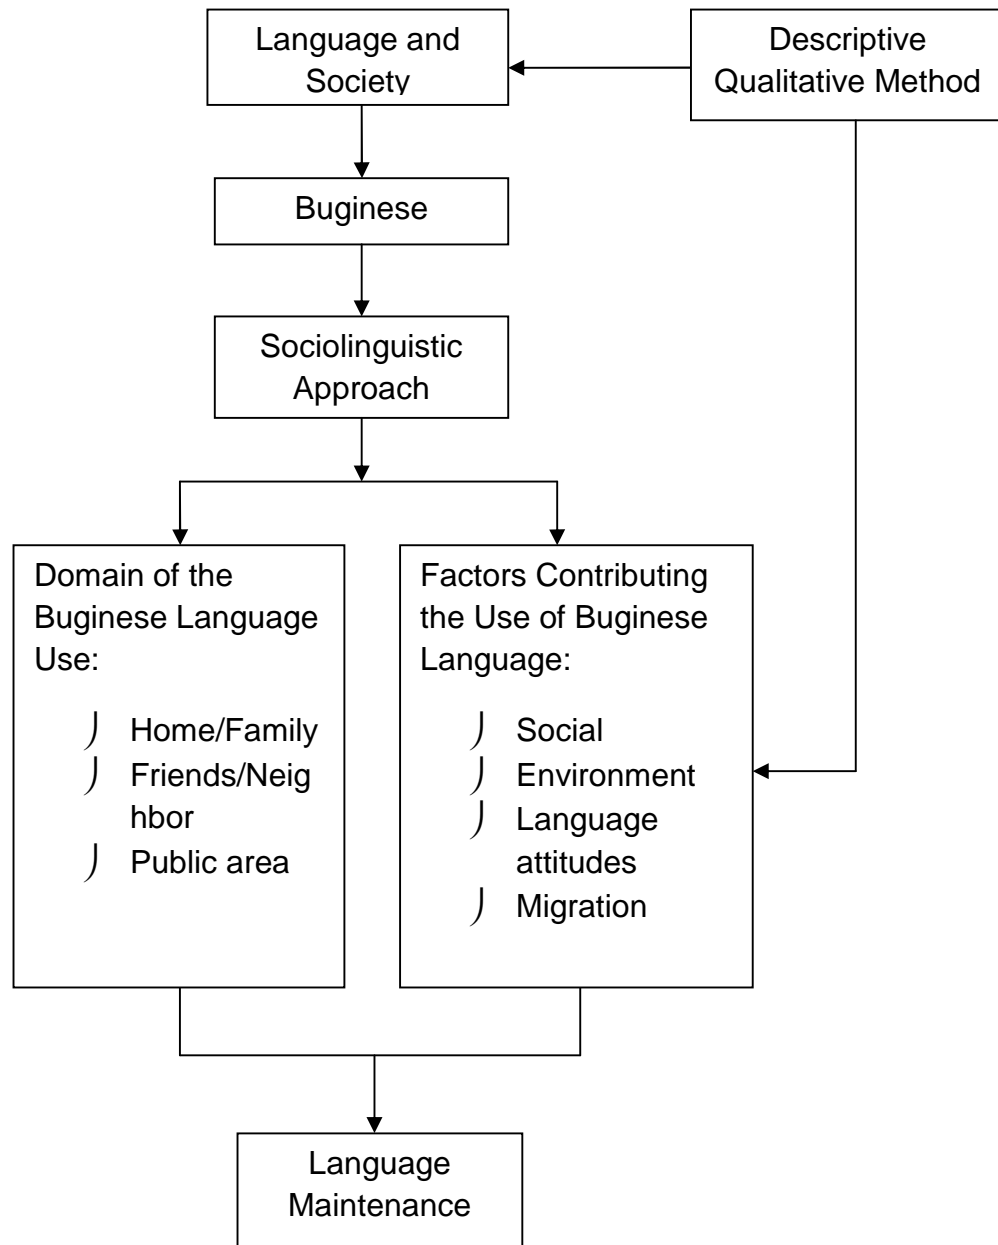 Language and
Society
Descriptive
Qualitative Method
Buginese
Sociolinguistic
Approach
Domain of the
Buginese Language
Use:
Home/Family
Friends/Neig
hbor
Public area
Factors Contributing
the Use of Buginese
Language:
Social
Environment
Language
attitudes
Migration
Language
Maintenance